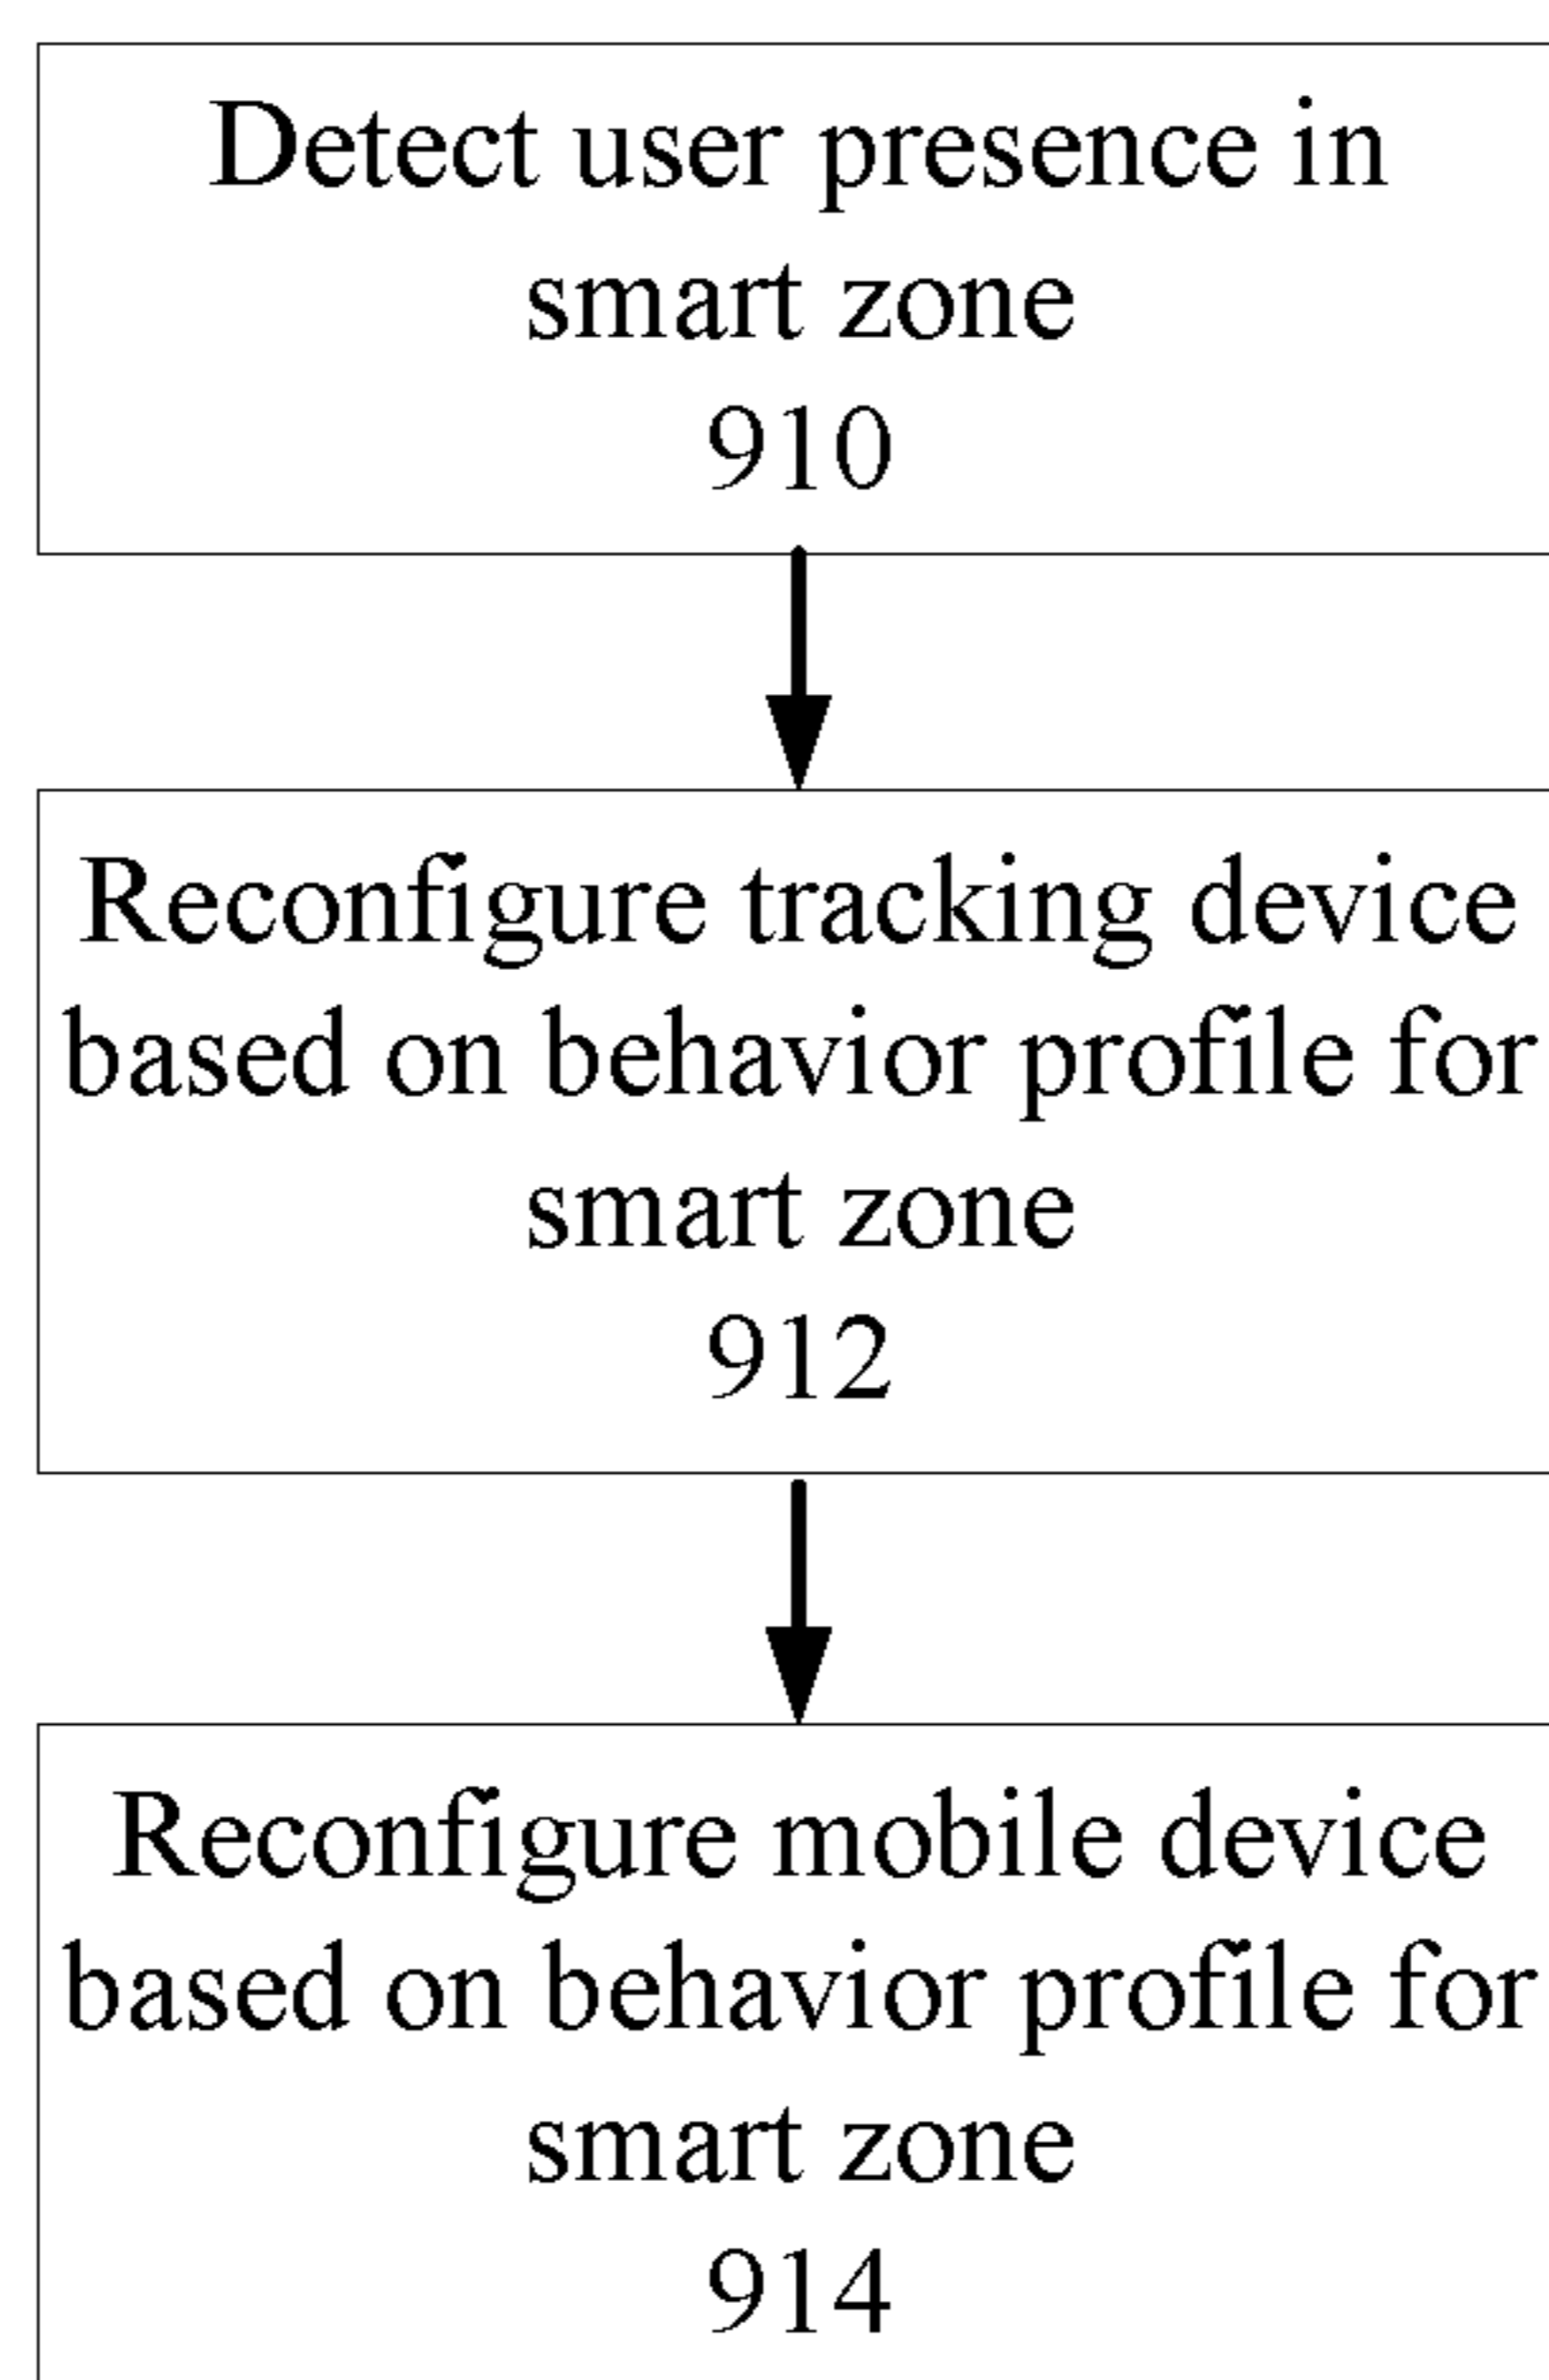 Detect user presence in
smart zone
910
Reconfigure tracking device
based on behavior profile for
smart zone
912
Reconfigure mobile device
based on behavior profile for
smart zone
914